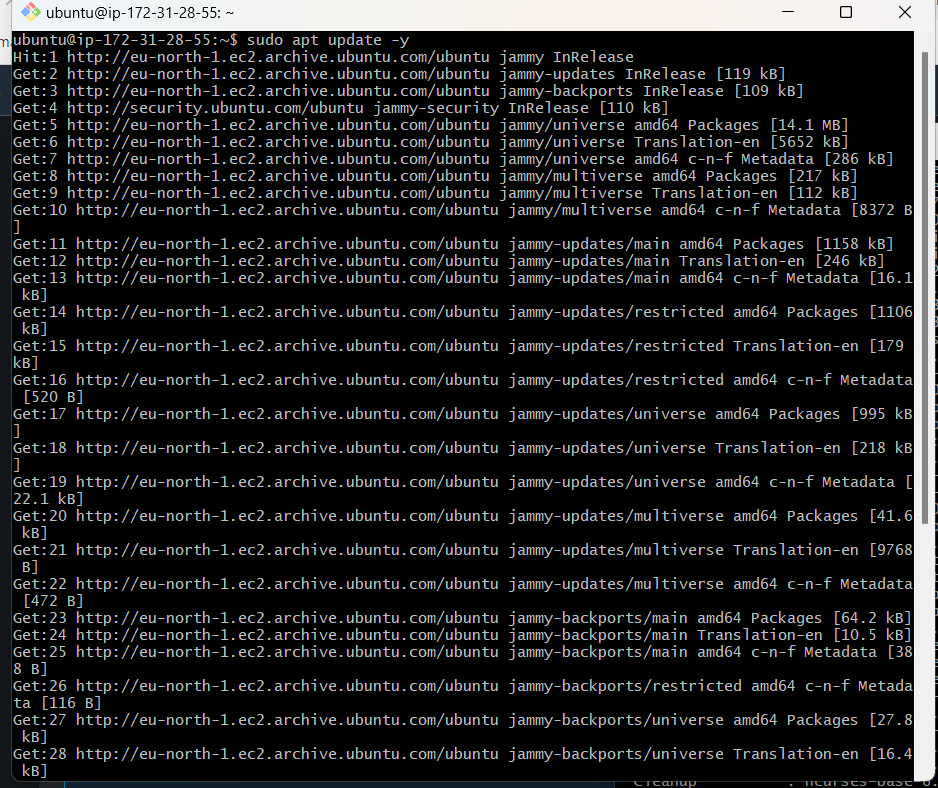 ubuntu@ip-172-31-28-55: ~
ubuntu@ip-172-31-28-55:~$ sudo apt update -y
Hit:1 http://eu-north-1.ec2.archive.ubuntu.com/ubuntu jammy InRelease
Get:2 http://eu-north-1.ec2.archive.ubuntu.com/ubuntu jammy-updates InRelease [119 kB]
Get:3 http://eu-north-1.ec2.archive.ubuntu.com/ubuntu jammy-backports InRelease [109 kB]
Get:4 http://security.ubuntu.com/ubuntu jammy-security InRelease [110 kB]
Get:5 http://eu-north-1.ec2.archive.ubuntu.com/ubuntu jammy/universe amd64 Packages [14.1 MB]
Get:6 http://eu-north-1.ec2.archive.ubuntu.com/ubuntu jammy/universe Translation-en [5652 kB]
Get:7 http://eu-north-1.ec2.archive.ubuntu.com/ubuntu jammy/universe amd64 c-n-f Metadata [286 kB]
Get:8 http://eu-north-1.ec2.archive.ubuntu.com/ubuntu jammy/multiverse amd64 Packages [217 kB]
Get:9 http://eu-north-1.ec2.archive.ubuntu.com/ubuntu jammy/multiverse Translation-en [112 kB]
Get:10 http://eu-north-1.ec2.archive.ubuntu.com/ubuntu jammy/multiverse amd64 c-n-f Metadata [8372 B
]
Get:11 http://eu-north-1.ec2.archive.ubuntu.com/ubuntu jammy-updates/main amd64 Packages [1158 kB]
Get:12 http://eu-north-1.ec2.archive.ubuntu.com/ubuntu jammy-updates/main Translation-en [246 kB]
Get:13 http://eu-north-1.ec2.archive.ubuntu.com/ubuntu jammy-updates/main amd64 c-n-f Metadata [16.1
 kB]
Get:14 http://eu-north-1.ec2.archive.ubuntu.com/ubuntu jammy-updates/restricted amd64 Packages [1106
 kB]
Get:15 http://eu-north-1.ec2.archive.ubuntu.com/ubuntu jammy-updates/restricted Translation-en [179
kB]
Get:16 http://eu-north-1.ec2.archive.ubuntu.com/ubuntu jammy-updates/restricted amd64 c-n-f Metadata
 [520 B]
Get:17 http://eu-north-1.ec2.archive.ubuntu.com/ubuntu jammy-updates/universe amd64 Packages [995 kB
]
Get:18 http://eu-north-1.ec2.archive.ubuntu.com/ubuntu jammy-updates/universe Translation-en [218 kB
]
Get:19 http://eu-north-1.ec2.archive.ubuntu.com/ubuntu jammy-updates/universe amd64 c-n-f Metadata [
22.1 kB]
Get:20 http://eu-north-1.ec2.archive.ubuntu.com/ubuntu jammy-updates/multiverse amd64 Packages [41.6
 kB]
Get:21 http://eu-north-1.ec2.archive.ubuntu.com/ubuntu jammy-updates/multiverse Translation-en [9768
 B]
Get:22 http://eu-north-1.ec2.archive.ubuntu.com/ubuntu jammy-updates/multiverse amd64 c-n-f Metadata
 [472 B]
Get:23 http://eu-north-1.ec2.archive.ubuntu.com/ubuntu jammy-backports/main amd64 Packages [64.2 kB]
Get:24 http://eu-north-1.ec2.archive.ubuntu.com/ubuntu jammy-backports/main Translation-en [10.5 kB]
Get:25 http://eu-north-1.ec2.archive.ubuntu.com/ubuntu jammy-backports/main amd64 c-n-f Metadata [38
8 B]
Get:26 http://eu-north-1.ec2.archive.ubuntu.com/ubuntu jammy-backports/restricted amd64 c-n-f Metada
ta [116 B]
Get:27 http://eu-north-1.ec2.archive.ubuntu.com/ubuntu jammy-backports/universe amd64 Packages [27.8
 kB]
Get:28 http://eu-north-1.ec2.archive.ubuntu.com/ubuntu jammy-backports/universe Translation-en [16.4
 kB]